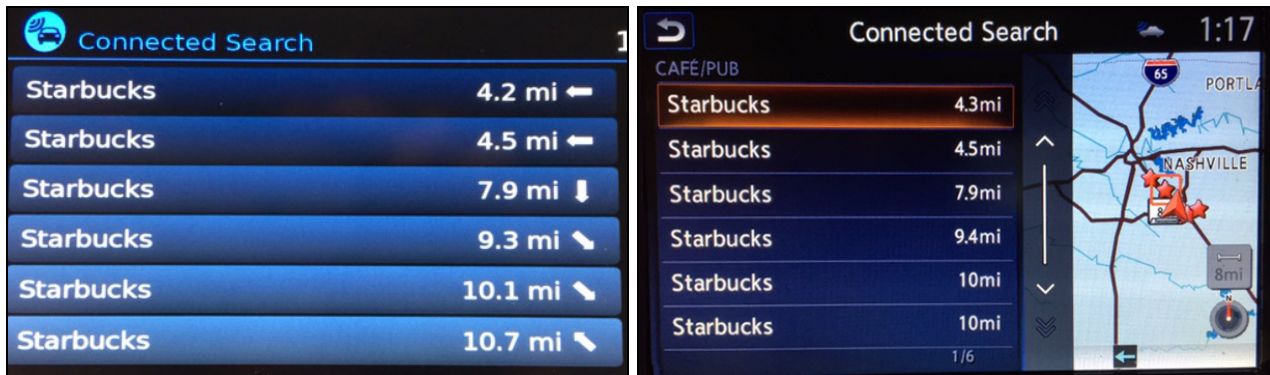 Connected Search
Starbucks 4.2 mi
Starbucks 4.5 mi
Starbucks 7.9 mi
Starbucks 9.3 mi
Starbucks 10.1 mi
Starbucks 10.7 mi
Connected Search 1:17
CAFÉ/PUB
Starbucks 4.3mi
Starbucks 4.5mi
Starbucks 7.9mi
Starbucks 9.4mi
Starbucks 10mi
Starbucks 10mi
1/6
65
PORTLA
NASHVILLE
8
8mi
N